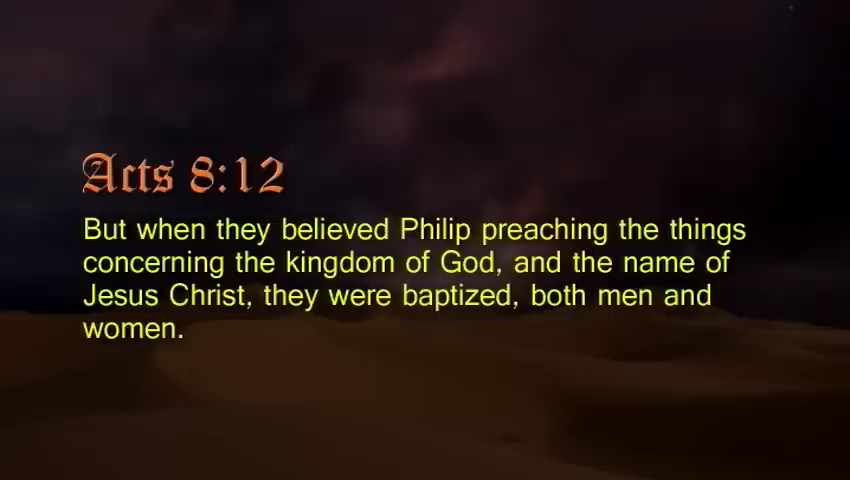 Acts 8:12
But when they believed Philip preaching the things
concerning the kingdom of God, and the name of
Jesus Christ, they were baptized, both men and
women.